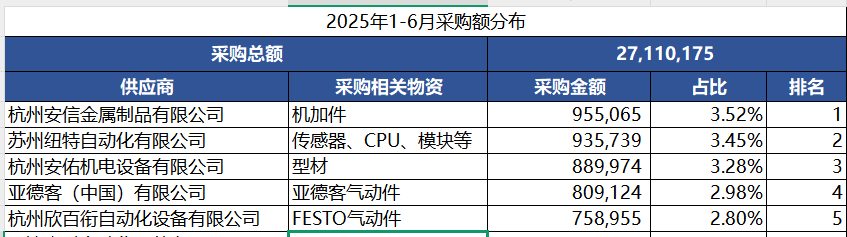 2025年1-6月采购额分布
采购总额 27,110,175
供应商 采购相关物资 采购金额 占比 排名
杭州安信金属制品有限公司 机加件 955,065 3.52% 1
苏州纽特自动化有限公司 传感器、CPU、模块等 935,739 3.45% 2
杭州安佑机电设备有限公司 型材 889,974 3.28% 3
亚德客（中国）有限公司 亚德客气动件 809,124 2.98% 4
杭州欣百衍自动化设备有限公司 FESTO气动件 758,955 2.80% 5